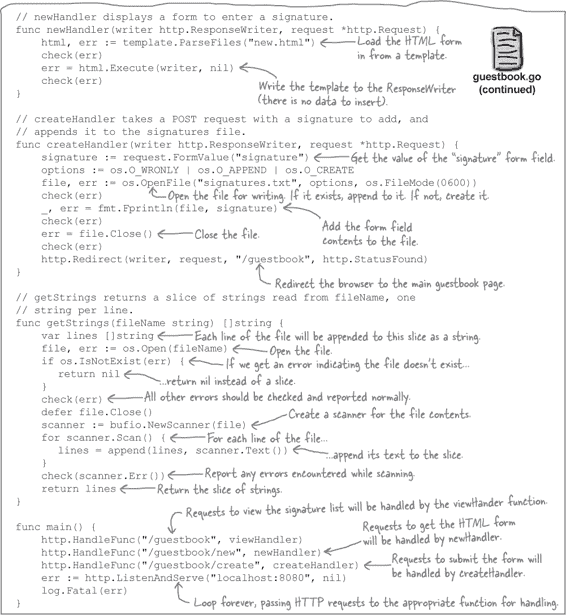 // newHandler displays a form to enter a signature.
func newHandler(writer http.ResponseWriter, request *http.Request) {
html, err := template.ParseFiles("new.html")
Load the HTML form
in from a template.
check(err)
err = html.Execute(writer, nil)
check(err)
Write the template to the ResponseWriter
(there is no data to insert).
}
guestbook.go
(continued)
// createHandler takes a POST request with a signature to add, and
// appends it to the signatures file.
func createHandler(writer http.ResponseWriter, request *http.Request) {
signature := request.FormValue("signature")
Get the value of the "signature" form field.
options := os.O_WRONLY | os.O_APPEND | os.O_CREATE
file, err := os.OpenFile("signatures.txt", options, os.FileMode(0600))
check(err)
Open the file for writing. If it exists, append to it. If not, create it.
_, err = fmt.Fprintln(file, signature)
check(err)
Add the form field
contents to the file.
err = file.Close()
Close the file.
check(err)
http.Redirect(writer, request, "/guestbook", http.StatusFound)
}
Redirect the browser to the main guestbook page.
// getStrings returns a slice of strings read from fileName, one
// string per line.
func getStrings(fileName string) []string {
var lines []string
Each line of the file will be appended to this slice as a string.
file, err := os.Open(fileName)
Open the file.
if os.IsNotExist(err) {
If we get an error indicating the file doesn't exist...
return nil
...return nil instead of a slice.
}
check(err)
All other errors should be checked and reported normally.
defer file.Close()
scanner := bufio.NewScanner(file)
Create a scanner for the file contents.
for scanner.Scan() {
For each line of the file...
lines = append(lines, scanner.Text())
...append its text to the slice.
}
check(scanner.Err())
Report any errors encountered while scanning.
return lines
Return the slice of strings.
}
Requests to view the signature list will be handled by the viewHander function.
func main() {
http.HandleFunc("/guestbook", viewHandler)
http.HandleFunc("/guestbook/new", newHandler)
Requests to get the HTML form
will be handled by newHandler.
http.HandleFunc("/guestbook/create", createHandler)
Requests to submit the form will
be handled by createHandler.
err := http.ListenAndServe("localhost:8080", nil)
log.Fatal(err)
}
Loop forever, passing HTTP requests to the appropriate function for handling.